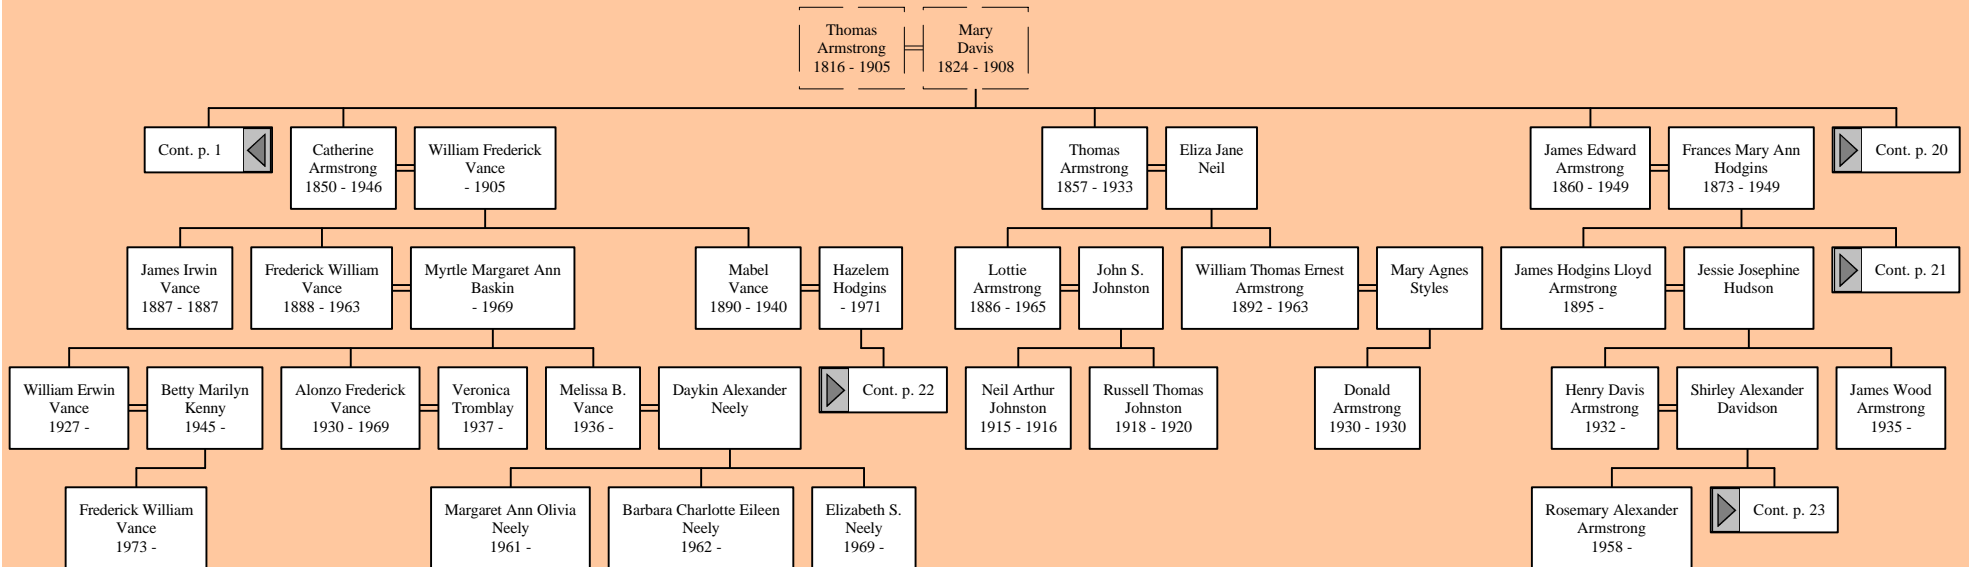 Thomas
Armstrong
1816 - 1905
Mary
Davis
1824 - 1908
Cont. p. 1
Catherine
Armstrong
1850 - 1946
William Frederick
Vance
- 1905
Thomas
Armstrong
1857 - 1933
Eliza Jane
Neil
James Edward
Armstrong
1860 - 1949
Frances Mary Ann
Hodgins
1873 - 1949
Cont. p. 20
James Irwin
Vance
1887 - 1887
Frederick William
Vance
1888 - 1963
Myrtle Margaret Ann
Baskin
- 1969
Mabel
Vance
1890 - 1940
Hazelem
Hodgins
- 1971
Lottie
Armstrong
1886 - 1965
John S.
Johnston
William Thomas Ernest
Armstrong
1892 - 1963
Mary Agnes
Styles
James Hodgins Lloyd
Armstrong
1895 -
Jessie Josephine
Hudson
Cont. p. 21
William Erwin
Vance
1927 -
Betty Marilyn
Kenny
1945 -
Alonzo Frederick
Vance
1930 - 1969
Veronica
Tromblay
1937 -
Melissa B.
Vance
1936 -
Daykin Alexander
Neely
Cont. p. 22
Neil Arthur
Johnston
1915 - 1916
Russell Thomas
Johnston
1918 - 1920
Donald
Armstrong
1930 - 1930
Henry Davis
Armstrong
1932 -
Shirley Alexander
Davidson
James Wood
Armstrong
1935 -
Frederick William
Vance
1973 -
Margaret Ann Olivia
Neely
1961 -
Barbara Charlotte Eileen
Neely
1962 -
Elizabeth S.
Neely
1969 -
Rosemary Alexander
Armstrong
1958 -
Cont. p. 23